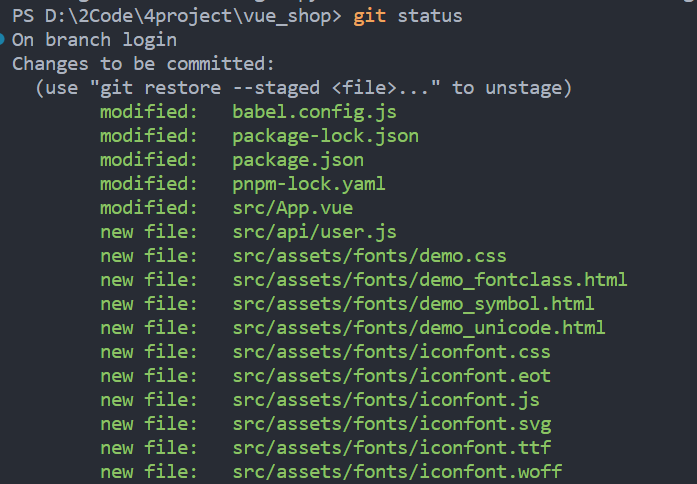 PS D:\2Code\4project\vue_shop> git status
On branch login
Changes to be committed:
  (use "git restore --staged <file>..." to unstage)
        modified:   babel.config.js
        modified:   package-lock.json
        modified:   package.json
        modified:   pnpm-lock.yaml
        modified:   src/App.vue
        new file:   src/api/user.js
        new file:   src/assets/fonts/demo.css
        new file:   src/assets/fonts/demo_fontclass.html
        new file:   src/assets/fonts/demo_symbol.html
        new file:   src/assets/fonts/demo_unicode.html
        new file:   src/assets/fonts/iconfont.css
        new file:   src/assets/fonts/iconfont.eot
        new file:   src/assets/fonts/iconfont.js
        new file:   src/assets/fonts/iconfont.svg
        new file:   src/assets/fonts/iconfont.ttf
        new file:   src/assets/fonts/iconfont.woff